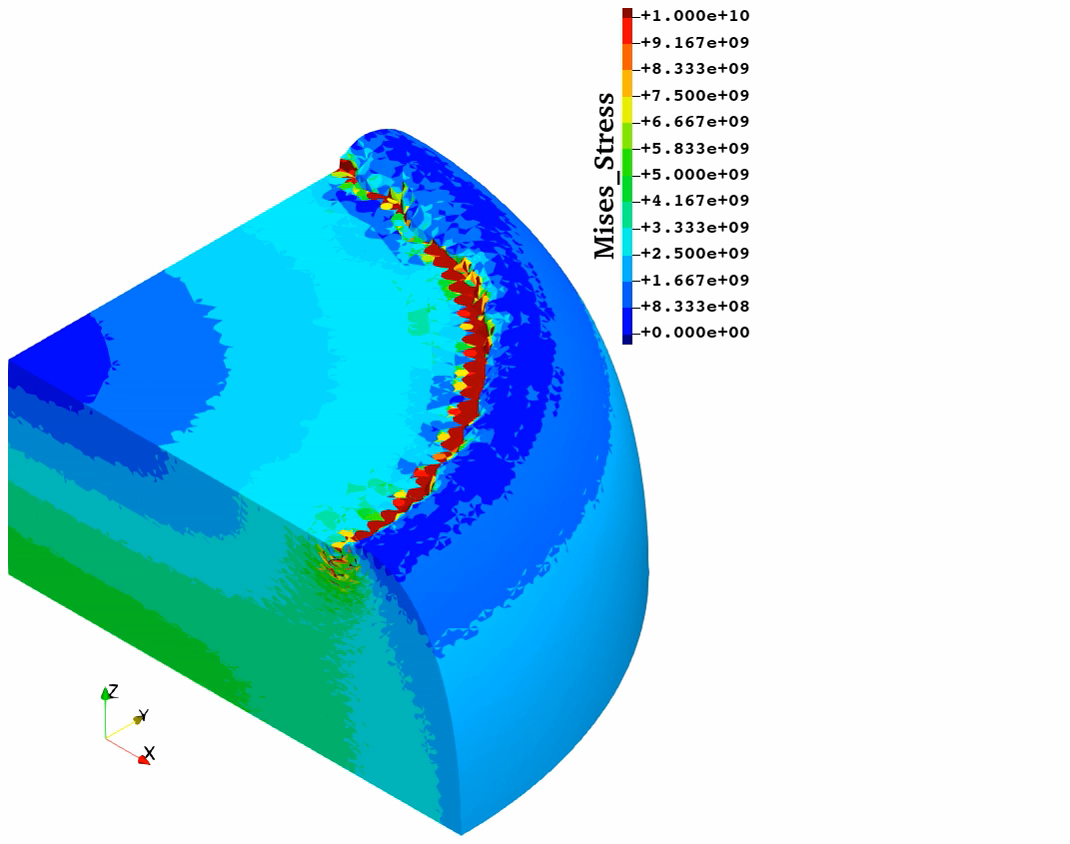 +1.000e+10
+9.167e+09
+8.333e+09
+7.500e+09
+6.667e+09
+5.833e+09
+5.000e+09
+4.167e+09
+3.333e+09
+2.500e+09
+1.667e+09
+8.333e+08
+0.000e+00
Mises_Stress
Z
Y
X